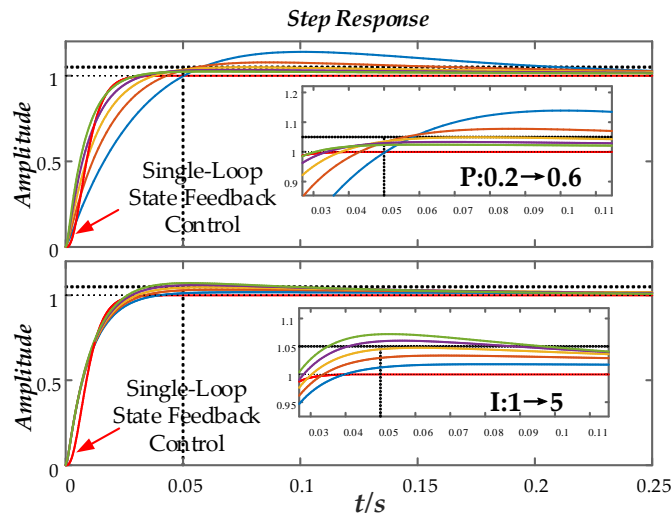 Step Response
Amplitude
1
0.5
0
Single-Loop
State Feedback
Control
1.2
1.1
1
0.9
P:0.2→0.6
0.03 0.04 0.05 0.06 0.07 0.08 0.09 0.1 0.11
Amplitude
1
0.5
0
Single-Loop
State Feedback
Control
1.1
1.05
1
0.95
I:1→5
0.03 0.04 0.05 0.06 0.07 0.08 0.09 0.1 0.11
0 0.05 0.1 0.15 0.2 0.25
t/s